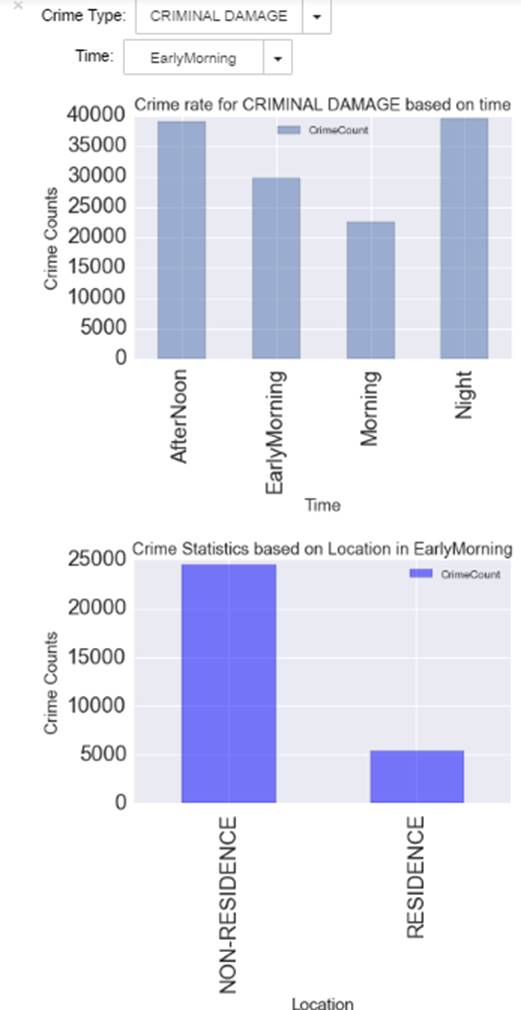 Crime Type: CRIMINAL DAMAGE
Time: EarlyMorning
Crime rate for CRIMINAL DAMAGE based on time
CrimeCount
40000
35000
30000
25000
20000
15000
10000
5000
0
Crime Counts
AfterNoon
EarlyMorning
Morning
Night
Time
Crime Statistics based on Location in EarlyMorning
CrimeCount
25000
20000
15000
10000
5000
0
Crime Counts
NON-RESIDENCE
RESIDENCE
Location